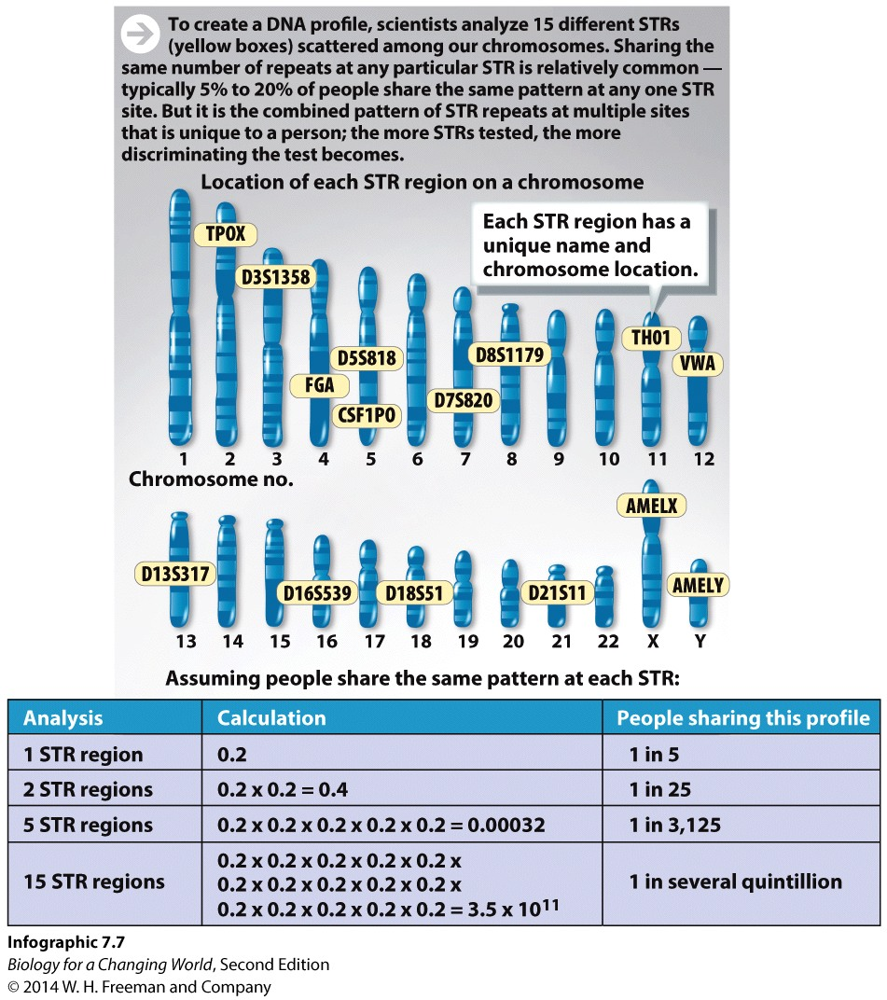 To create a DNA profile, scientists analyze 15 different STRs
(yellow boxes) scattered among our chromosomes. Sharing the
same number of repeats at any particular STR is relatively common —
typically 5% to 20% of people share the same pattern at any one STR
site. But it is the combined pattern of STR repeats at multiple sites
that is unique to a person; the more STRs tested, the more
discriminating the test becomes.
Location of each STR region on a chromosome
Each STR region has a
unique name and
chromosome location.
TPOX
D3S1358
TH01
D8S1179
D5S818
VWA
FGA
D7S820
CSF1PO
1 2 3 4 5 6 7 8 9 10 11 12
Chromosome no.
AMELX
D13S317
D16S539
D18S51
D21S11
AMELY
13 14 15 16 17 18 19 20 21 22 X Y
Assuming people share the same pattern at each STR:
Analysis Calculation People sharing this profile
1 STR region 0.2 1 in 5
2 STR regions 0.2 x 0.2 = 0.4 1 in 25
5 STR regions 0.2 x 0.2 x 0.2 x 0.2 x 0.2 = 0.00032 1 in 3,125
0.2 x 0.2 x 0.2 x 0.2 x 0.2 x
15 STR regions 0.2 x 0.2 x 0.2 x 0.2 x 0.2 x 1 in several quintillion
0.2 x 0.2 x 0.2 x 0.2 x 0.2 = 3.5 x 10¹¹
Infographic 7.7
Biology for a Changing World, Second Edition
© 2014 W. H. Freeman and Company